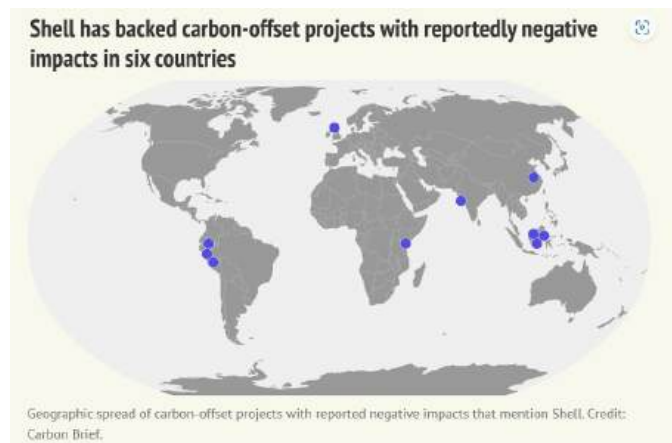 Shell has backed carbon-offset projects with reportedly negative
impacts in six countries
Geographic spread of carbon-offset projects with reported negative impacts that mention Shell. Credit:
Carbon Brief.